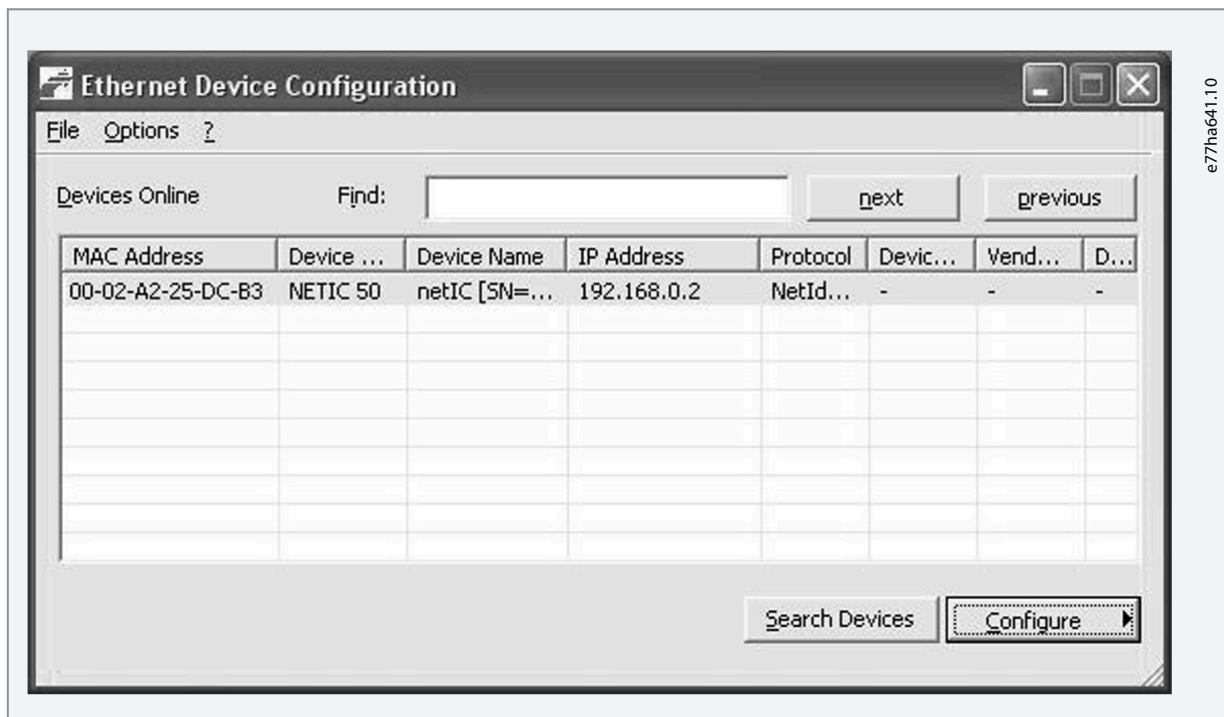 Ethernet Device Configuration
File Options ?
Devices Online Find: next previous
MAC Address Device ... Device Name IP Address Protocol Devic... Vend... D...
00-02-A2-25-DC-B3 NETIC 50 netIC [SN=... 192.168.0.2 NetId... - - -
Search Devices Configure
e77ha641.10